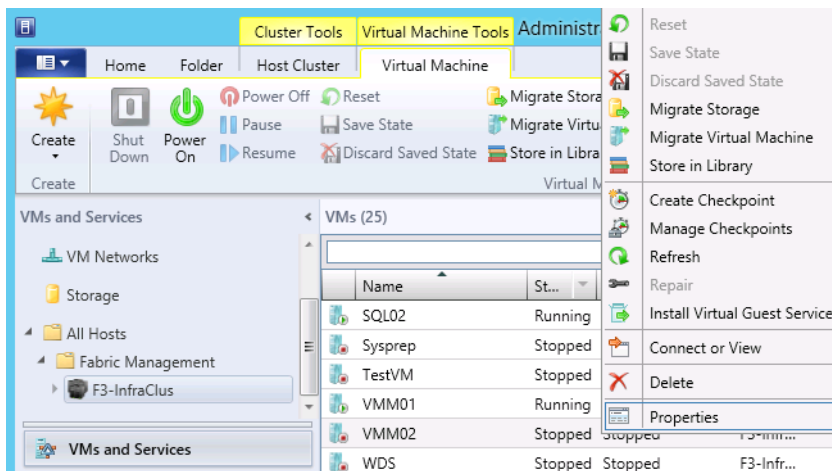 Cluster Tools Virtual Machine Tools Administr
Home Folder Host Cluster Virtual Machine
Create
Shut Down
Power On
Power Off
Pause
Resume
Reset
Save State
Discard Saved State
Migrate Stora
Migrate Virtu
Store in Libra
Create
Virtual M
VMs and Services
VM Networks
Storage
All Hosts
Fabric Management
F3-InfraClus
VMs and Services
VMs (25)
Name St...
SQL02 Running
Sysprep Stopped
TestVM Stopped
VMM01 Running
VMM02 Stopped Stopped F3-Infr...
WDS Stopped Stopped F3-Infr...
Reset
Save State
Discard Saved State
Migrate Storage
Migrate Virtual Machine
Store in Library
Create Checkpoint
Manage Checkpoints
Refresh
Repair
Install Virtual Guest Service
Connect or View
Delete
Properties